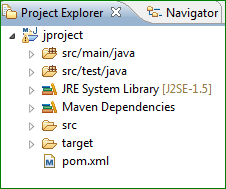 Project Explorer Navigator
jproject
src/main/java
src/test/java
JRE System Library [J2SE-1.5]
Maven Dependencies
src
target
pom.xml